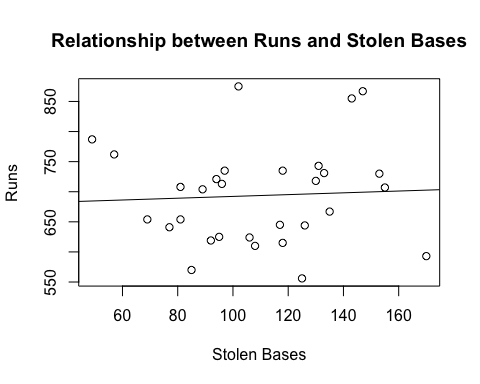 Relationship between Runs and Stolen Bases
850
750
650
550
Runs
60 80 100 120 140 160
Stolen Bases